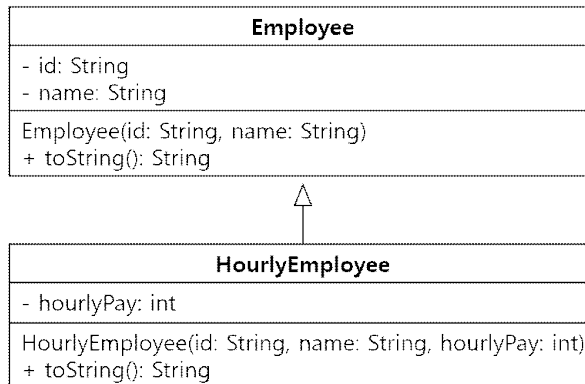 Employee
- id: String
- name: String
Employee(id: String, name: String)
+ toString(): String
HourlyEmployee
- hourlyPay: int
HourlyEmployee(id: String, name: String, hourlyPay: int)
+ toString(): String